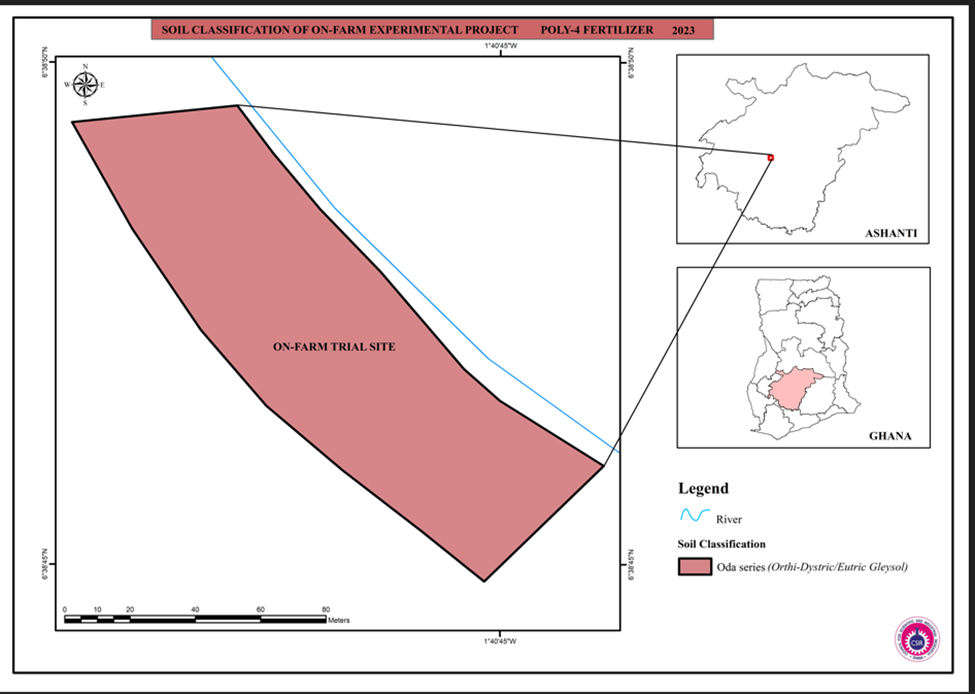 SOIL CLASSIFICATION OF ON-FARM EXPERIMENTAL PROJECT POLY-4 FERTILIZER 2023
1°40'45"W
6°38'50"N
6°38'50"N
N
W E
S
ASHANTI
ON-FARM TRIAL SITE
GHANA
Legend
River
Soil Classification
Oda series (Orthi-Dystric/Eutric Gleysol)
6°38'45"N
6°38'45"N
0 10 20 40 60 80
Meters
1°40'45"W
CSIR